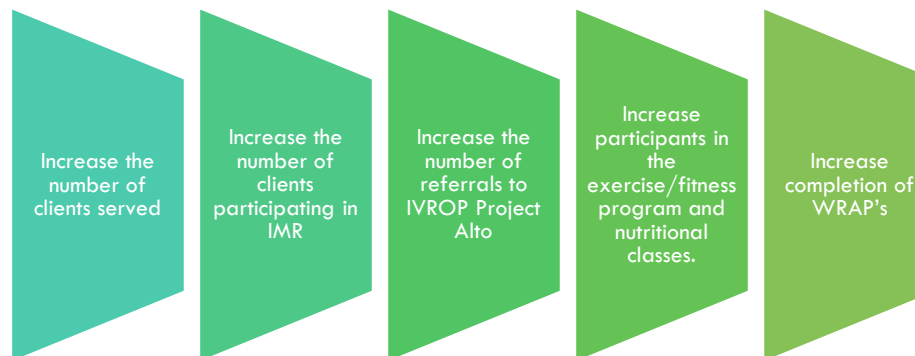 Increase the
number of
clients served
Increase the
number of
clients
participating in
IMR
Increase the
number of
referrals to
IVROP Project
Alto
Increase
participants in
the
exercise/fitness
program and
nutritional
classes.
Increase
completion of
WRAP's